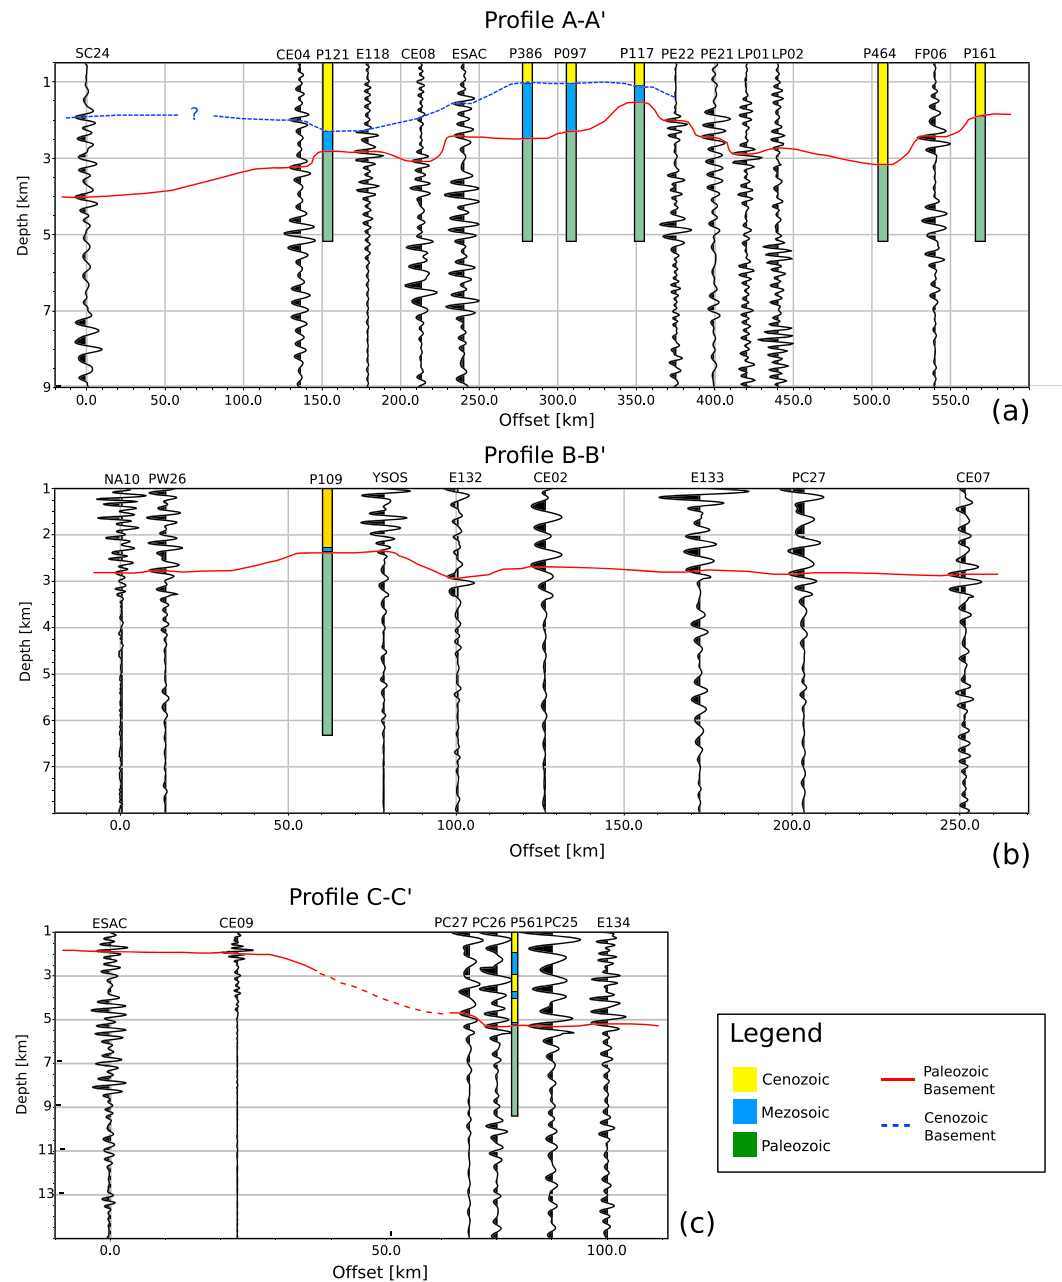 Profile A-A'
SC24 CE04 P121 E118 CE08 ESAC P386 P097 P117 PE22 PE21 LP01 LP02 P464 FP06 P161
1
3
5
7
9
Depth [km]
?
0.0 50.0 100.0 150.0 200.0 250.0 300.0 350.0 400.0 450.0 500.0 550.0
Offset [km]
(a)
Profile B-B'
NA10 PW26 P109 YSOS E132 CE02 E133 PC27 CE07
1
2
3
4
5
6
7
Depth [km]
0.0 50.0 100.0 150.0 200.0 250.0
Offset [km]
(b)
Profile C-C'
ESAC CE09 PC27 PC26 P561 PC25 E134
1
3
5
7
9
11
13
Depth [km]
0.0 50.0 100.0
Offset [km]
(c)
Legend
Cenozoic
Mezosoic
Paleozoic
Paleozoic
Basement
Cenozoic
Basement